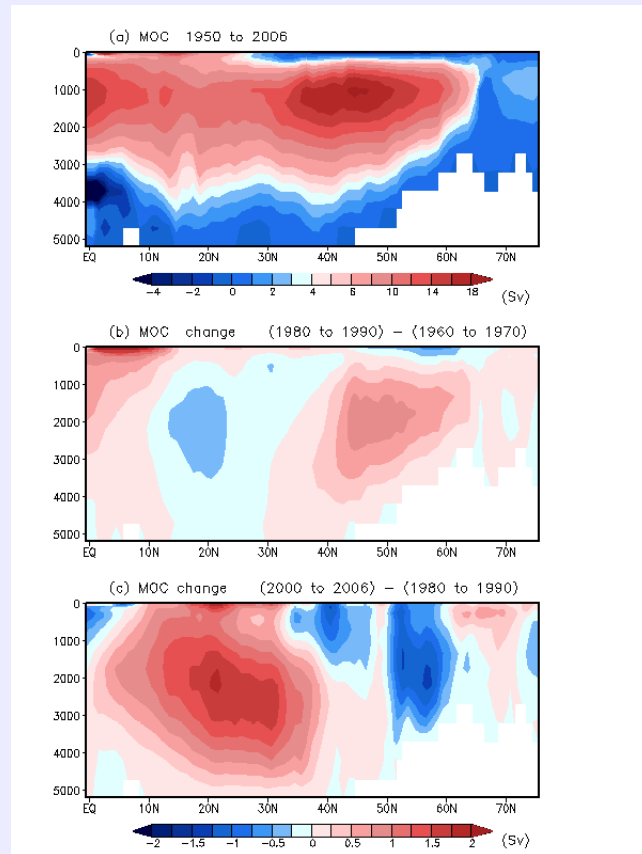 (a) MOC 1950 to 2006
0
1000
2000
3000
4000
5000
EQ 10N 20N 30N 40N 50N 60N 70N
-4 -2 0 2 4 6 10 14 18 (Sv)
(b) MOC change (1980 to 1990) - (1960 to 1970)
0
1000
2000
3000
4000
5000
EQ 10N 20N 30N 40N 50N 60N 70N
(c) MOC change (2000 to 2006) - (1980 to 1990)
0
1000
2000
3000
4000
5000
EQ 10N 20N 30N 40N 50N 60N 70N
-2 -1.5 -1 -0.5 0 0.5 1 1.5 2 (Sv)